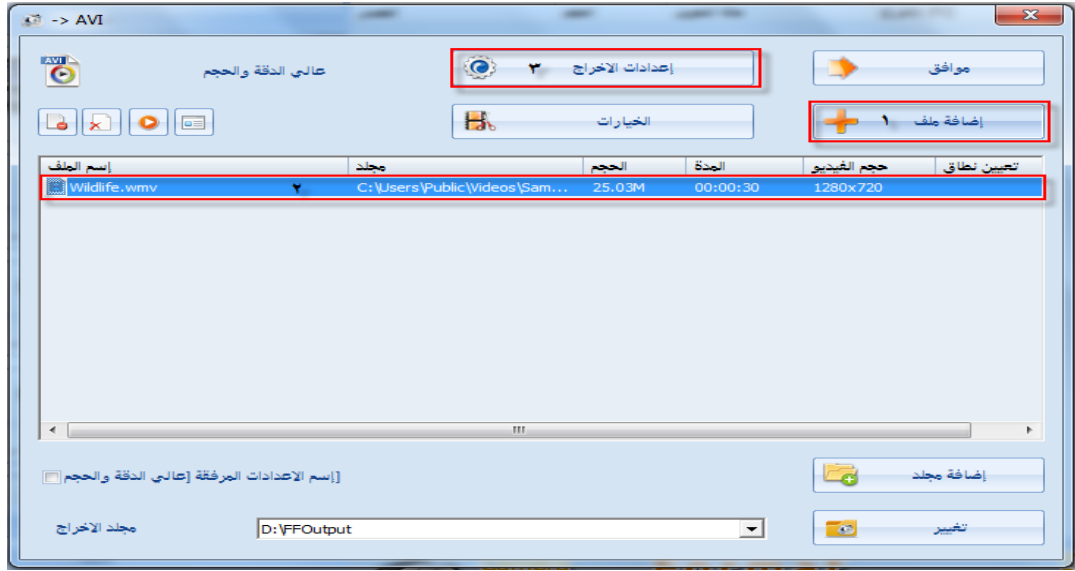 -> AVI
AVI
عالي الدقة والحجم
إعدادات الاخراج ٣
موافق
الخيارات
إضافة ملف ١
إسم الملف مجلد الحجم المدة حجم الفيديو تعيين نطاق
Wildlife.wmv ٢ C:\Users\Public\Videos\Sam... 25.03M 00:00:30 1280x720
إسم الاعدادات المرفقة [عالي الدقة والحجم]
إضافة مجلد
مجلد الاخراج
D:\FFOutput
تغيير